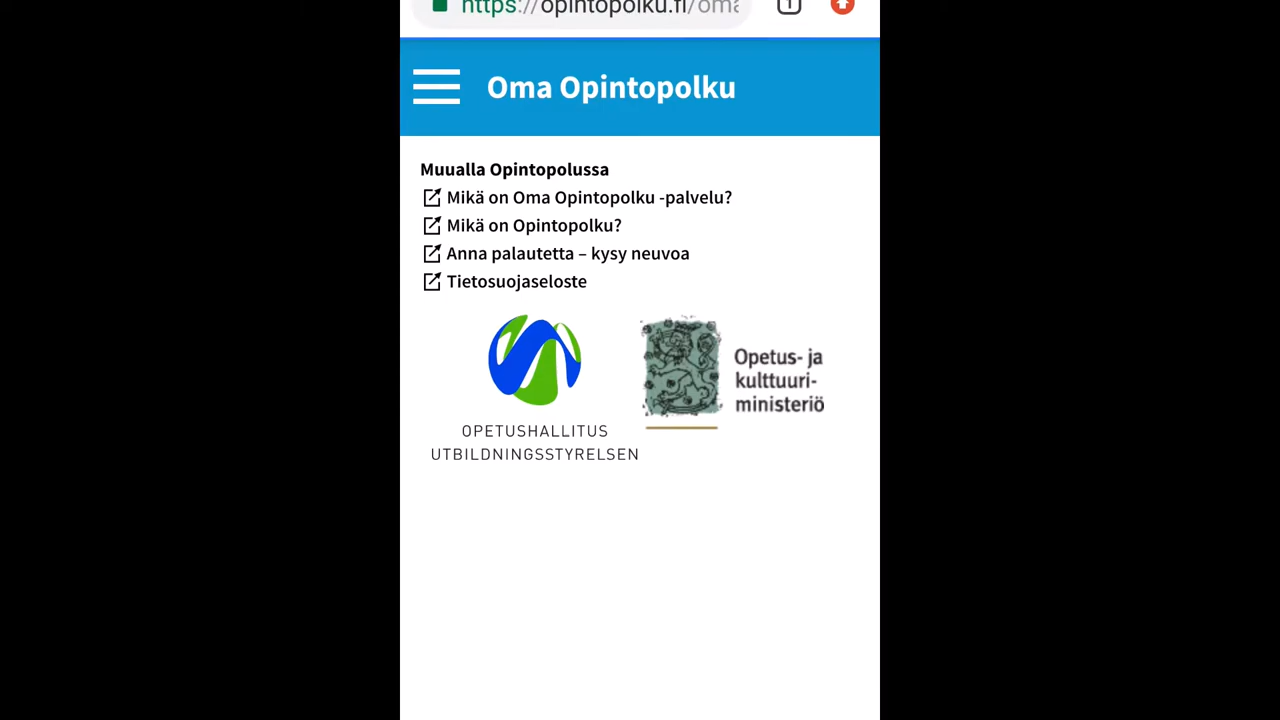 https://opintopolku.fi/oma
1
Oma Opintopolku
Muualla Opintopolussa
Mikä on Oma Opintopolku -palvelu?
Mikä on Opintopolku?
Anna palautetta – kysy neuvoa
Tietosuojaseloste
OPETUSHALLITUS
UTBILDNINGSSTYRELSEN
Opetus- ja
kulttuuri-
ministeriö